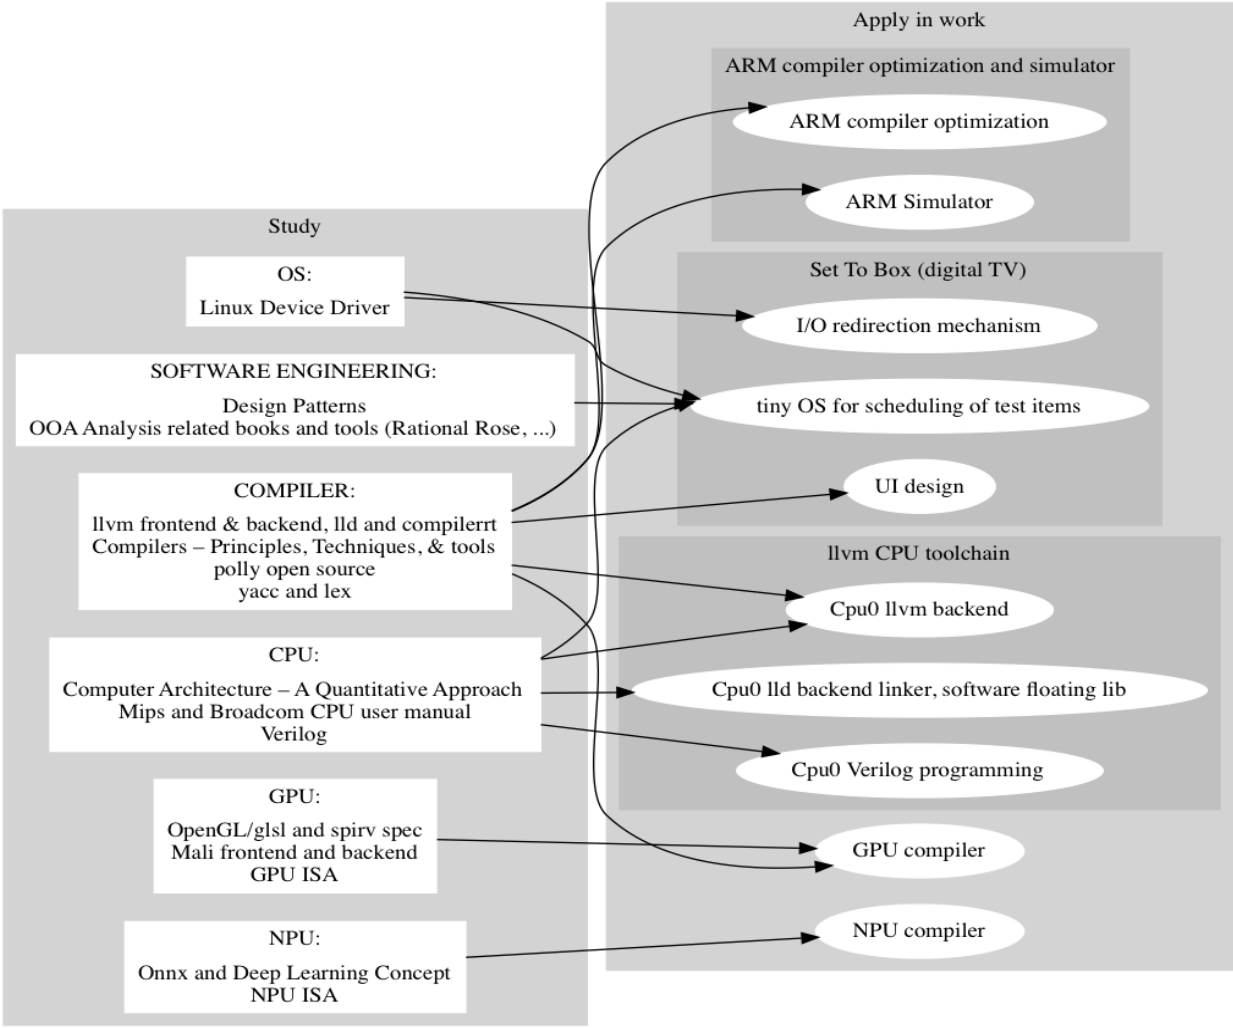 Study
OS:
Linux Device Driver
SOFTWARE ENGINEERING:
Design Patterns
OOA Analysis related books and tools (Rational Rose, ...)
COMPILER:
llvm frontend & backend, lld and compilerrt
Compilers – Principles, Techniques, & tools
polly open source
yacc and lex
CPU:
Computer Architecture – A Quantitative Approach
Mips and Broadcom CPU user manual
Verilog
GPU:
OpenGL/glsl and spirv spec
Mali frontend and backend
GPU ISA
NPU:
Onnx and Deep Learning Concept
NPU ISA
Apply in work
ARM compiler optimization and simulator
ARM compiler optimization
ARM Simulator
Set To Box (digital TV)
I/O redirection mechanism
tiny OS for scheduling of test items
UI design
llvm CPU toolchain
Cpu0 llvm backend
Cpu0 lld backend linker, software floating lib
Cpu0 Verilog programming
GPU compiler
NPU compiler